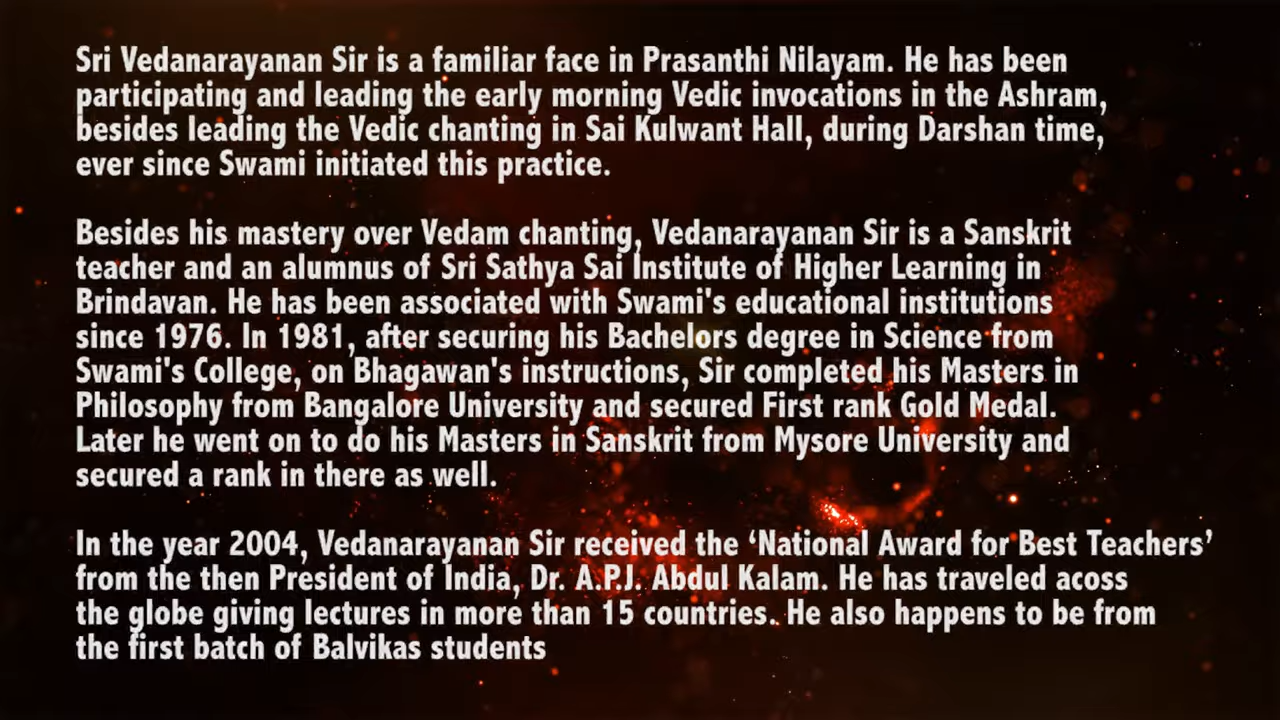 Sri Vedanarayanan Sir is a familiar face in Prasanthi Nilayam. He has been
participating and leading the early morning Vedic invocations in the Ashram,
besides leading the Vedic chanting in Sai Kulwant Hall, during Darshan time,
ever since Swami initiated this practice.
Besides his mastery over Vedam chanting, Vedanarayanan Sir is a Sanskrit
teacher and an alumnus of Sri Sathya Sai Institute of Higher Learning in
Brindavan. He has been associated with Swami's educational institutions
since 1976. In 1981, after securing his Bachelors degree in Science from
Swami's College, on Bhagawan's instructions, Sir completed his Masters in
Philosophy from Bangalore University and secured First rank Gold Medal.
Later he went on to do his Masters in Sanskrit from Mysore University and
secured a rank in there as well.
In the year 2004, Vedanarayanan Sir received the ‘National Award for Best Teachers’
from the then President of India, Dr. A.P.J. Abdul Kalam. He has traveled acoss
the globe giving lectures in more than 15 countries. He also happens to be from
the first batch of Balvikas students